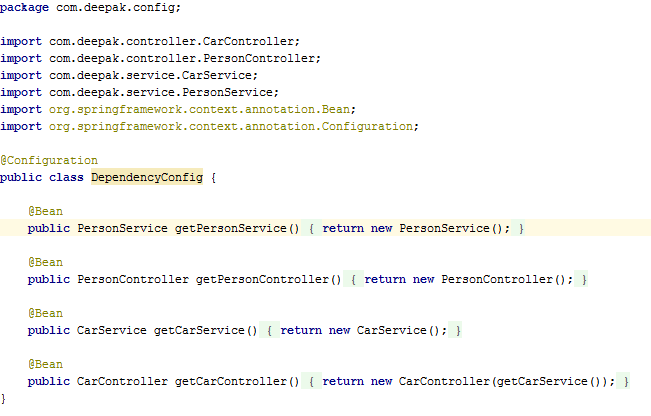 package com.deepak.config;
import com.deepak.controller.CarController;
import com.deepak.controller.PersonController;
import com.deepak.service.CarService;
import com.deepak.service.PersonService;
import org.springframework.context.annotation.Bean;
import org.springframework.context.annotation.Configuration;
@Configuration
public class DependencyConfig {
@Bean
public PersonService getPersonService() { return new PersonService(); }
@Bean
public PersonController getPersonController() { return new PersonController(); }
@Bean
public CarService getCarService() { return new CarService(); }
@Bean
public CarController getCarController() { return new CarController(getCarService()); }
}